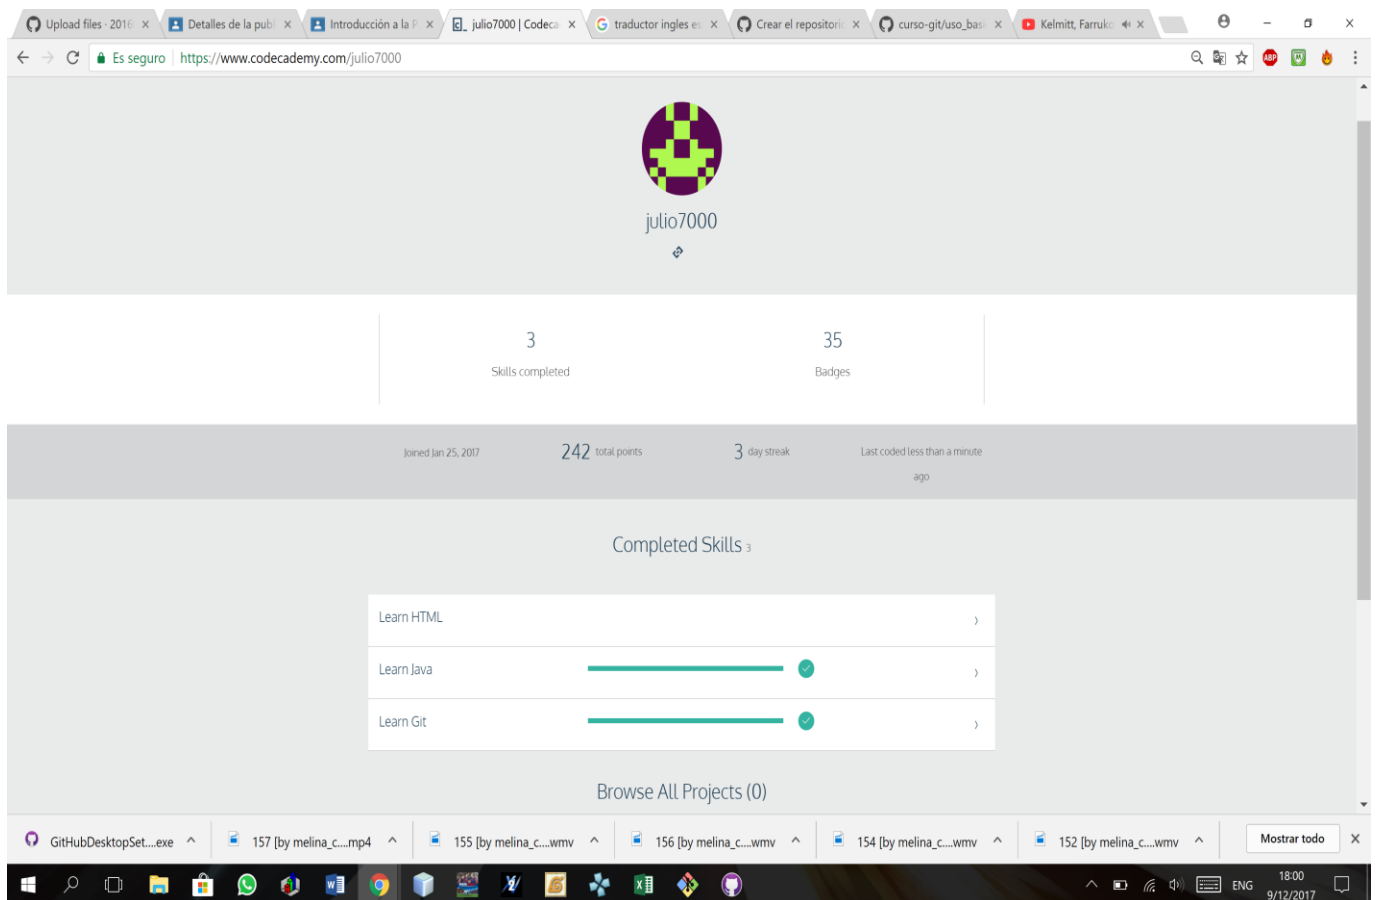 Upload files · 2016
Detalles de la publ
Introducción a la P
julio7000 | Codeca
traductor ingles es
Crear el repositorio
curso-git/uso_basi
Kelmitt, Farruko
Es seguro | https://www.codecademy.com/julio7000
ABP
julio7000
3
35
Skills completed
Badges
Joined Jan 25, 2017
242 total points
3 day streak
Last coded less than a minute
ago
Completed Skills 3
Learn HTML
Learn Java
Learn Git
Browse All Projects (0)
GitHubDesktopSet....exe
157 [by melina_c....mp4
155 [by melina_c....wmv
156 [by melina_c....wmv
154 [by melina_c....wmv
152 [by melina_c....wmv
Mostrar todo
ENG
18:00
9/12/2017